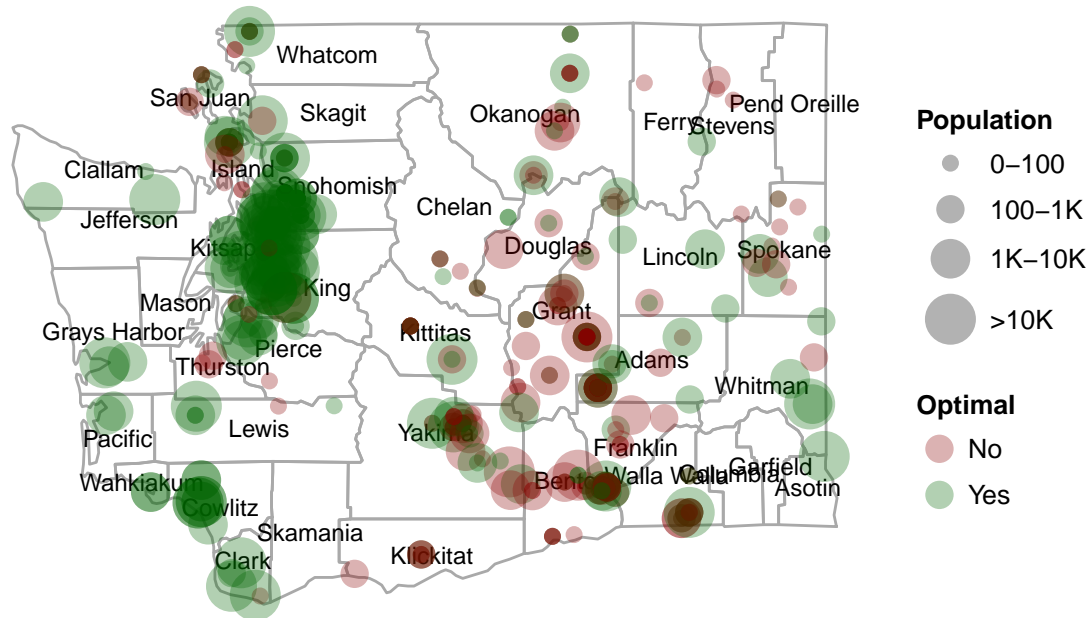 Whatcom
San Juan
Skagit
Okanogan
Ferry
Stevens
Pend Oreille
Clallam
Island
Snohomish
Jefferson
Chelan
Kitsap
Douglas
Lincoln
Spokane
King
Mason
Grant
Grays Harbor
Kittitas
Pierce
Thurston
Adams
Whitman
Lewis
Yakima
Pacific
Franklin
Benton
Walla Walla
Columbia
Garfield
Asotin
Wahkiakum
Cowlitz
Skamania
Clark
Klickitat
Population
0–100
100–1K
1K–10K
>10K
Optimal
No
Yes